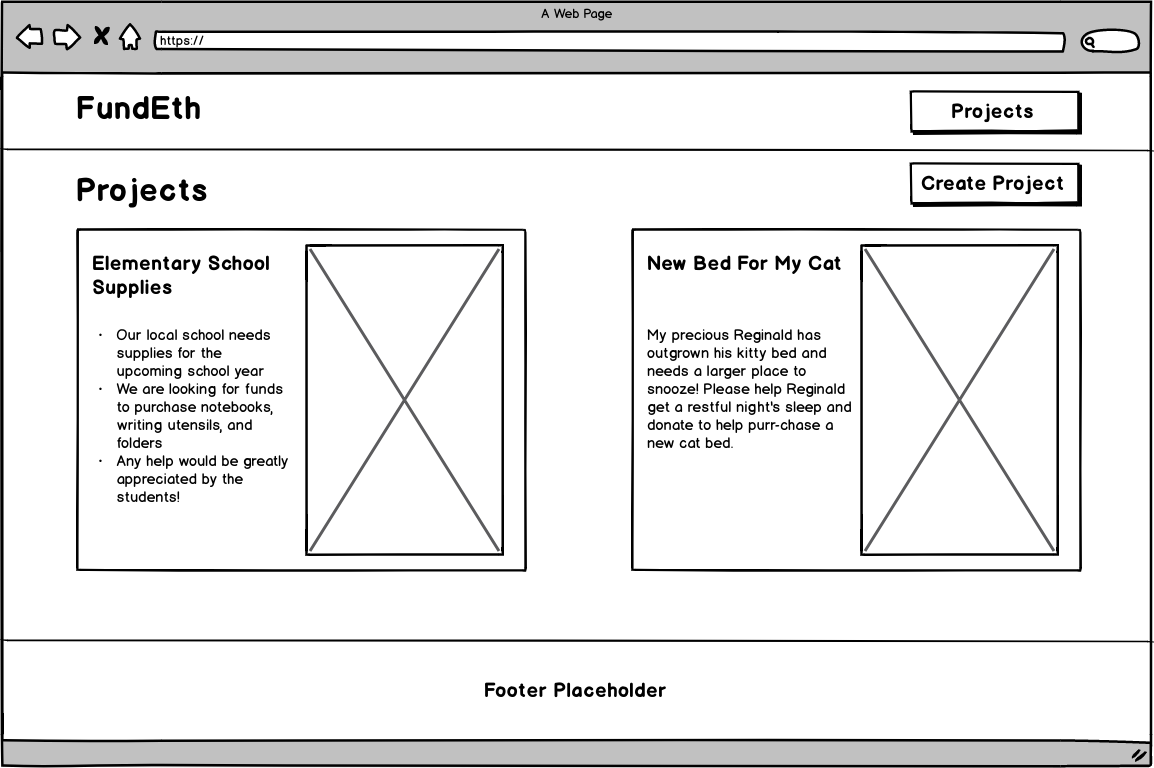 A Web Page
https://
FundEth
Projects
Projects
Create Project
Elementary School
Supplies
• Our local school needs
supplies for the
upcoming school year
• We are looking for funds
to purchase notebooks,
writing utensils, and
folders
• Any help would be greatly
appreciated by the
students!
New Bed For My Cat
My precious Reginald has
outgrown his kitty bed and
needs a larger place to
snooze! Please help Reginald
get a restful night's sleep and
donate to help purr-chase a
new cat bed.
Footer Placeholder